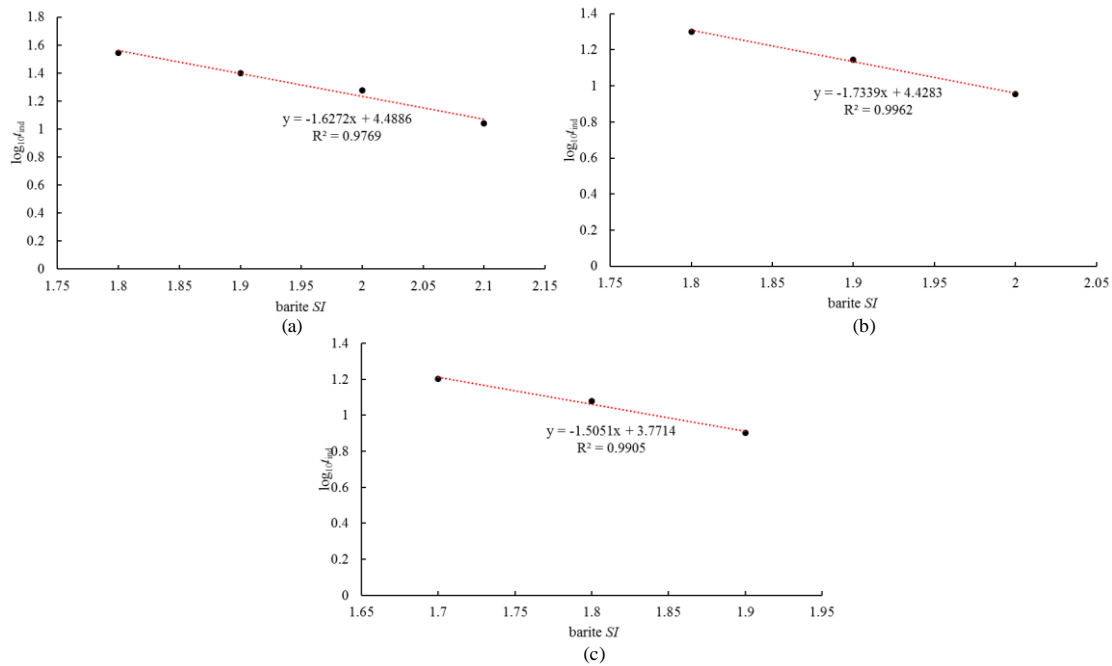 1.8
1.6
1.4
1.2
1
0.8
0.6
0.4
0.2
0
log₁₀tind
y = -1.6272x + 4.4886
R² = 0.9769
1.75 1.8 1.85 1.9 1.95 2 2.05 2.1 2.15
barite SI
(a)
1.4
1.2
1
0.8
0.6
0.4
0.2
0
log₁₀tind
y = -1.7339x + 4.4283
R² = 0.9962
1.75 1.8 1.85 1.9 1.95 2 2.05
barite SI
(b)
1.4
1.2
1
0.8
0.6
0.4
0.2
0
log₁₀tind
y = -1.5051x + 3.7714
R² = 0.9905
1.65 1.7 1.75 1.8 1.85 1.9 1.95
barite SI
(c)